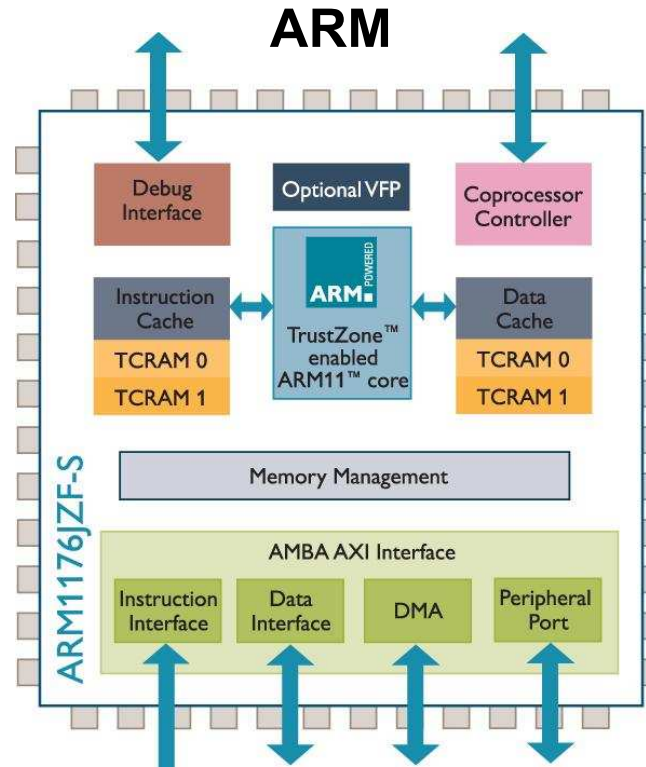 ARM
Debug
Interface
Optional VFP
Coprocessor
Controller
Instruction
Cache
TCRAM 0
TCRAM 1
ARM
POWERED
TrustZone™
enabled
ARM11™ core
Data
Cache
TCRAM 0
TCRAM 1
Memory Management
ARM1176JZF-S
AMBA AXI Interface
Instruction
Interface
Data
Interface
DMA
Peripheral
Port